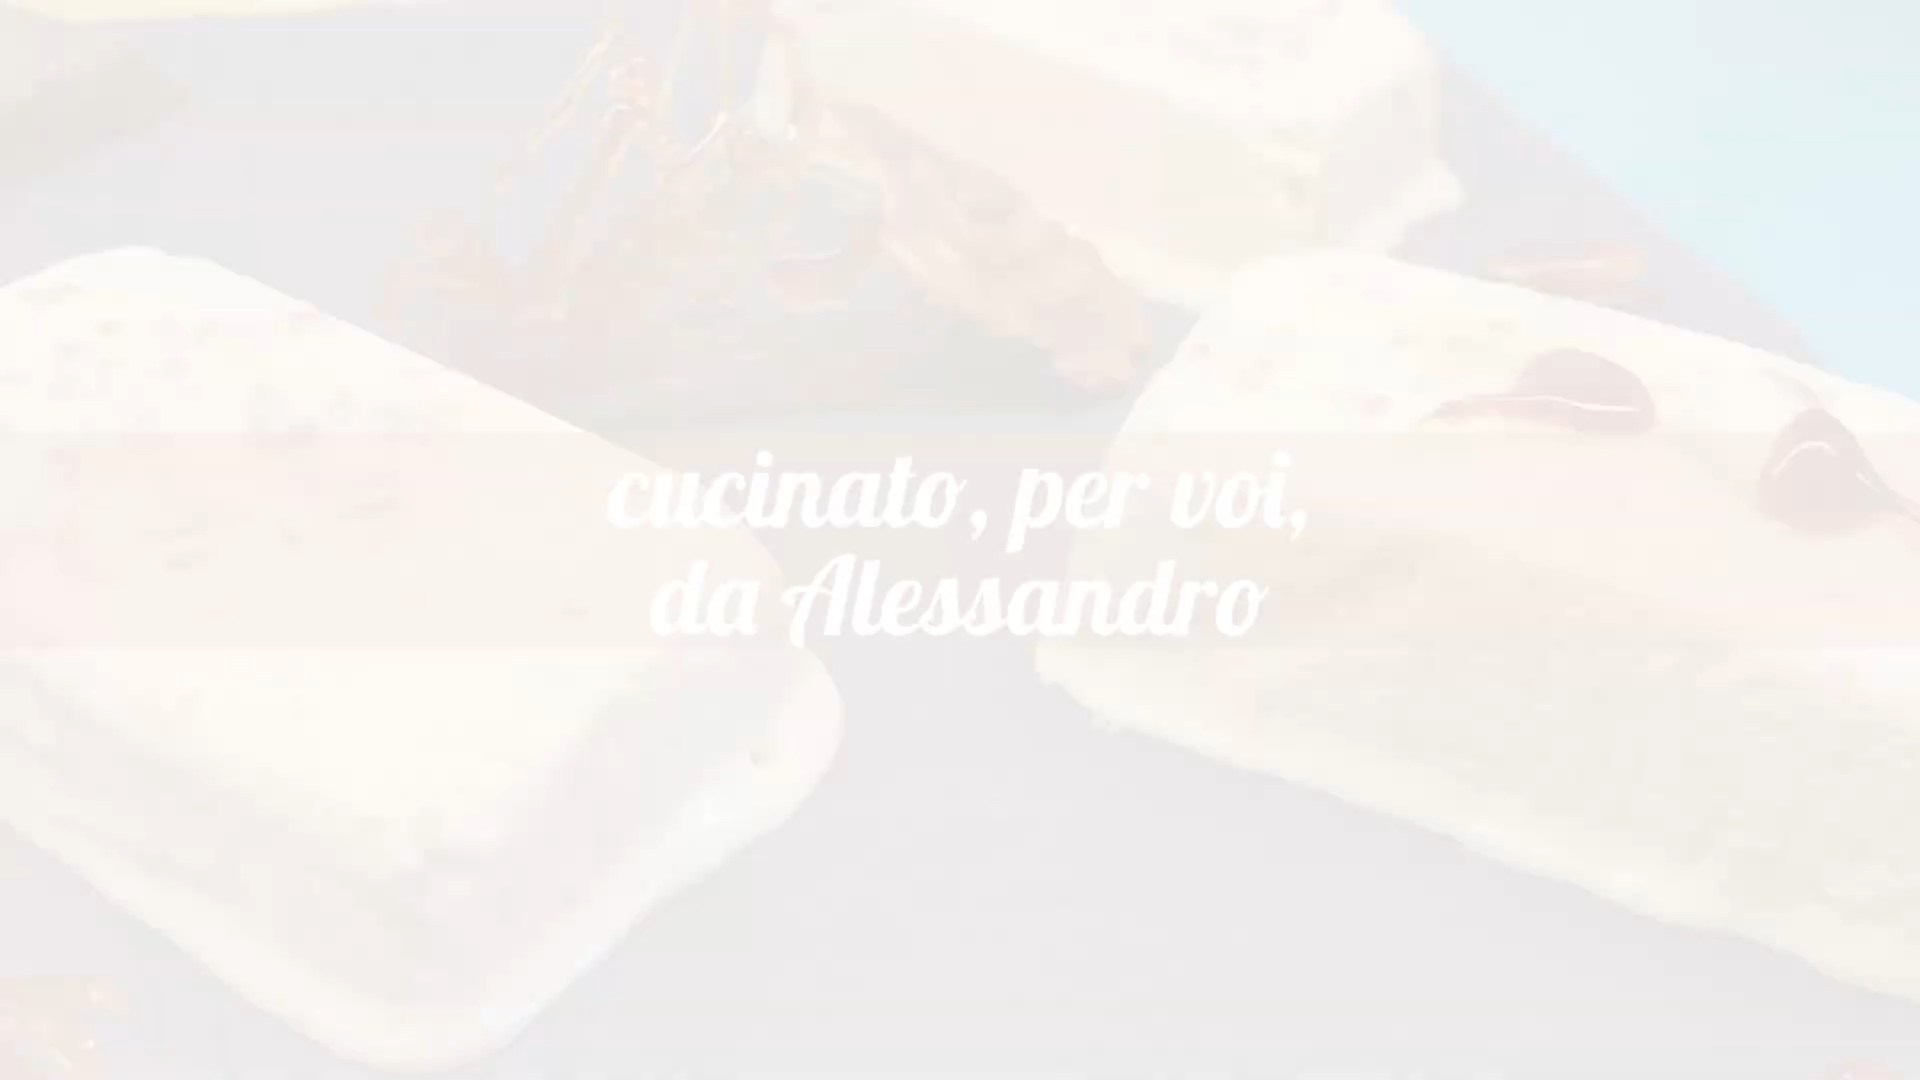 cucinato, per voi,
da Alessandro